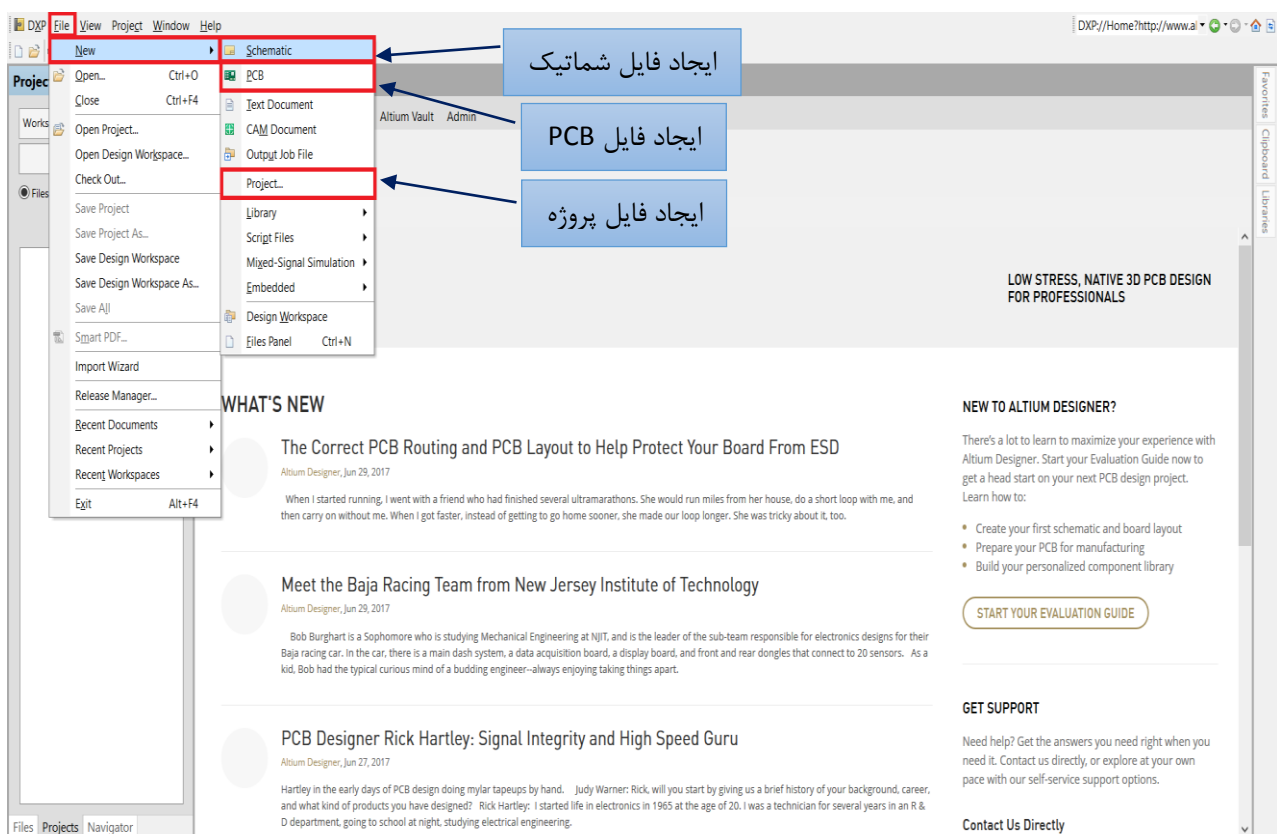 DXP File View Project Window Help
DXP://Home?http://www.al
New
Open... Ctrl+O
Close Ctrl+F4
Open Project...
Open Design Workspace...
Check Out...
Save Project
Save Project As...
Save Design Workspace
Save Design Workspace As...
Save All
Smart PDF...
Import Wizard
Release Manager...
Recent Documents
Recent Projects
Recent Workspaces
Exit Alt+F4
Schematic
PCB
Text Document
CAM Document
Output Job File
Project...
Library
Script Files
Mixed-Signal Simulation
Embedded
Design Workspace
Files Panel Ctrl+N
ایجاد فایل شماتیک
ایجاد فایل PCB
ایجاد فایل پروژه
Altium Vault Admin
Files
Favorites
Clipboard
Libraries
LOW STRESS, NATIVE 3D PCB DESIGN
FOR PROFESSIONALS
WHAT'S NEW
The Correct PCB Routing and PCB Layout to Help Protect Your Board From ESD
Altium Designer, Jun 29, 2017
When I started running, I went with a friend who had finished several ultramarathons. She would run miles from her house, do a short loop with me, and
then carry on without me. When I got faster, instead of getting to go home sooner, she made our loop longer. She was tricky about it, too.
Meet the Baja Racing Team from New Jersey Institute of Technology
Altium Designer, Jun 29, 2017
Bob Burghart is a Sophomore who is studying Mechanical Engineering at NJIT, and is the leader of the sub-team responsible for electronics designs for their
Baja racing car. In the car, there is a main dash system, a data acquisition board, a display board, and front and rear dongles that connect to 20 sensors. As a
kid, Bob had the typical curious mind of a budding engineer--always enjoying taking things apart.
PCB Designer Rick Hartley: Signal Integrity and High Speed Guru
Altium Designer, Jun 27, 2017
Hartley in the early days of PCB design doing mylar tapeups by hand. Judy Warner: Rick, will you start by giving us a brief history of your background, career,
and what kind of products you have designed? Rick Hartley: I started life in electronics in 1965 at the age of 20. I was a technician for several years in an R &
D department, going to school at night, studying electrical engineering.
NEW TO ALTIUM DESIGNER?
There's a lot to learn to maximize your experience with
Altium Designer. Start your Evaluation Guide now to
get a head start on your next PCB design project.
Learn how to:
Create your first schematic and board layout
Prepare your PCB for manufacturing
Build your personalized component library
START YOUR EVALUATION GUIDE
GET SUPPORT
Need help? Get the answers you need right when you
need it. Contact us directly, or explore at your own
pace with our self-service support options.
Contact Us Directly
Files Projects Navigator